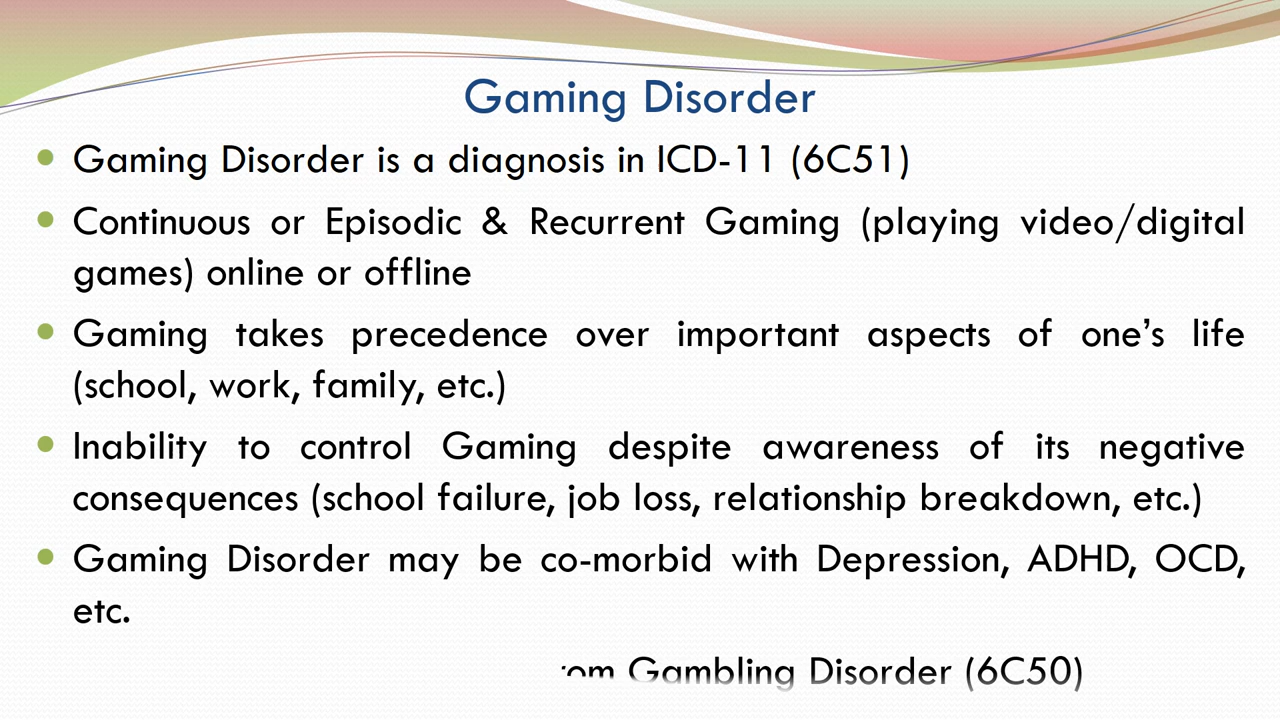 Gaming Disorder
• Gaming Disorder is a diagnosis in ICD-11 (6C51)
• Continuous or Episodic & Recurrent Gaming (playing video/digital
games) online or offline
• Gaming takes precedence over important aspects of one's life
(school, work, family, etc.)
• Inability to control Gaming despite awareness of its negative
consequences (school failure, job loss, relationship breakdown, etc.)
• Gaming Disorder may be co-morbid with Depression, ADHD, OCD,
etc.
Gambling Disorder (6C50)